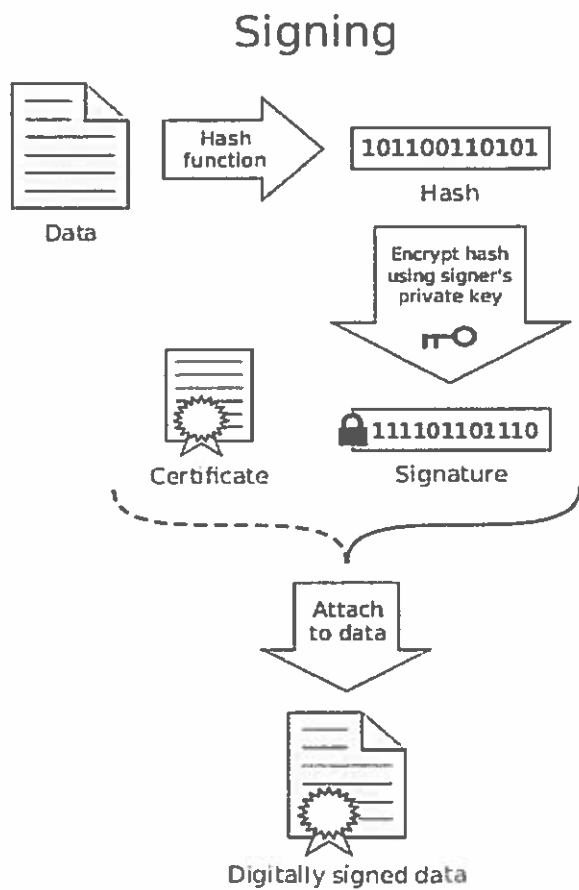 Signing
Hash
function
101100110101
Hash
Data
Encrypt hash
using signer's
private key
111101101110
Certificate
Signature
Attach
to data
Digitally signed data